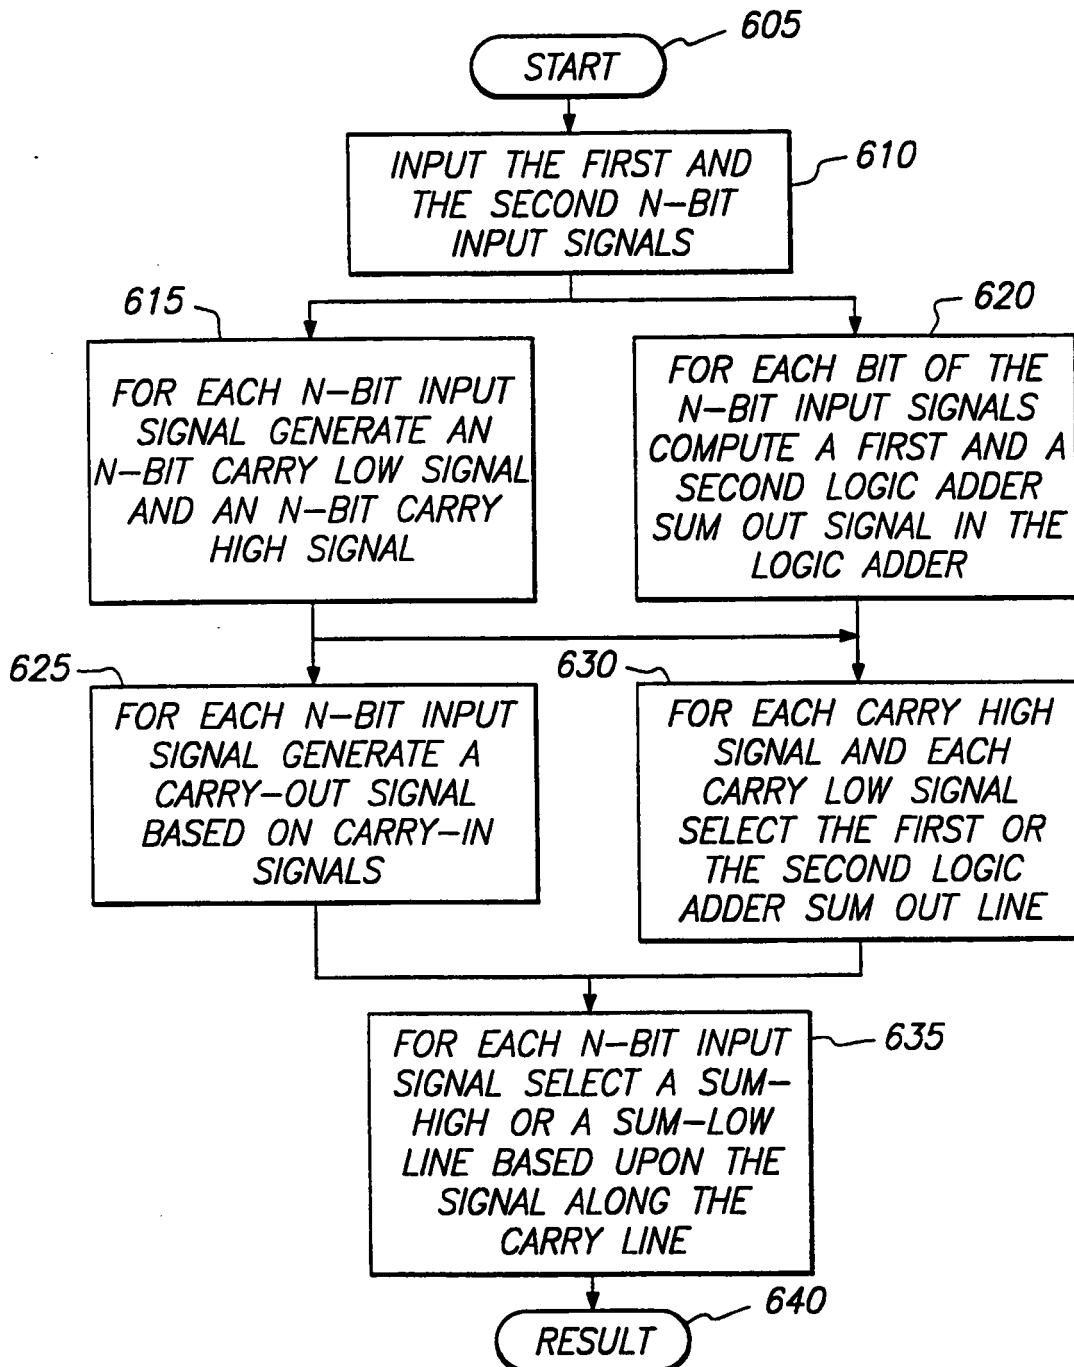 605
START
610
INPUT THE FIRST AND
THE SECOND N-BIT
INPUT SIGNALS
615
FOR EACH N-BIT INPUT
SIGNAL GENERATE AN
N-BIT CARRY LOW SIGNAL
AND AN N-BIT CARRY
HIGH SIGNAL
620
FOR EACH BIT OF THE
N-BIT INPUT SIGNALS
COMPUTE A FIRST AND A
SECOND LOGIC ADDER
SUM OUT SIGNAL IN THE
LOGIC ADDER
625
FOR EACH N-BIT INPUT
SIGNAL GENERATE A
CARRY-OUT SIGNAL
BASED ON CARRY-IN
SIGNALS
630
FOR EACH CARRY HIGH
SIGNAL AND EACH
CARRY LOW SIGNAL
SELECT THE FIRST OR
THE SECOND LOGIC
ADDER SUM OUT LINE
635
FOR EACH N-BIT INPUT
SIGNAL SELECT A SUM-
HIGH OR A SUM-LOW
LINE BASED UPON THE
SIGNAL ALONG THE
CARRY LINE
640
RESULT